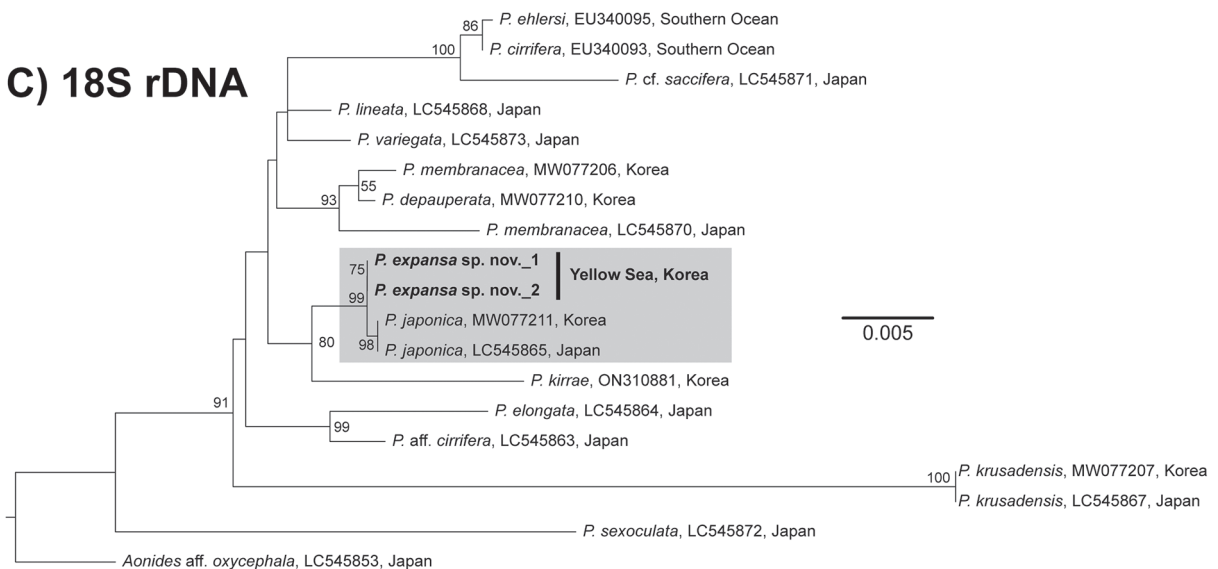 C) 18S rDNA
86
P. ehlersi, EU340095, Southern Ocean
100
P. cirrifera, EU340093, Southern Ocean
P. cf. saccifera, LC545871, Japan
P. lineata, LC545868, Japan
P. variegata, LC545873, Japan
P. membranacea, MW077206, Korea
55
93
P. depauperata, MW077210, Korea
P. membranacea, LC545870, Japan
75
P. expansa sp. nov._1
Yellow Sea, Korea
99
P. expansa sp. nov._2
P. japonica, MW077211, Korea
80
98
P. japonica, LC545865, Japan
0.005
P. kirrae, ON310881, Korea
91
P. elongata, LC545864, Japan
99
P. aff. cirrifera, LC545863, Japan
100
P. krusadensis, MW077207, Korea
P. krusadensis, LC545867, Japan
P. sexoculata, LC545872, Japan
Aonides aff. oxycephala, LC545853, Japan